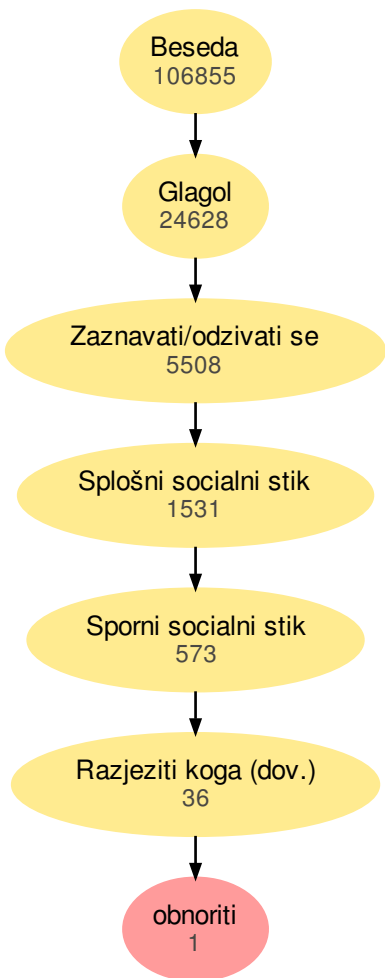 Beseda
106855
Glagol
24628
Zaznavati/odzivati se
5508
Splošni socialni stik
1531
Sporni socialni stik
573
Razjeziti koga (dov.)
36
obnoriti
1